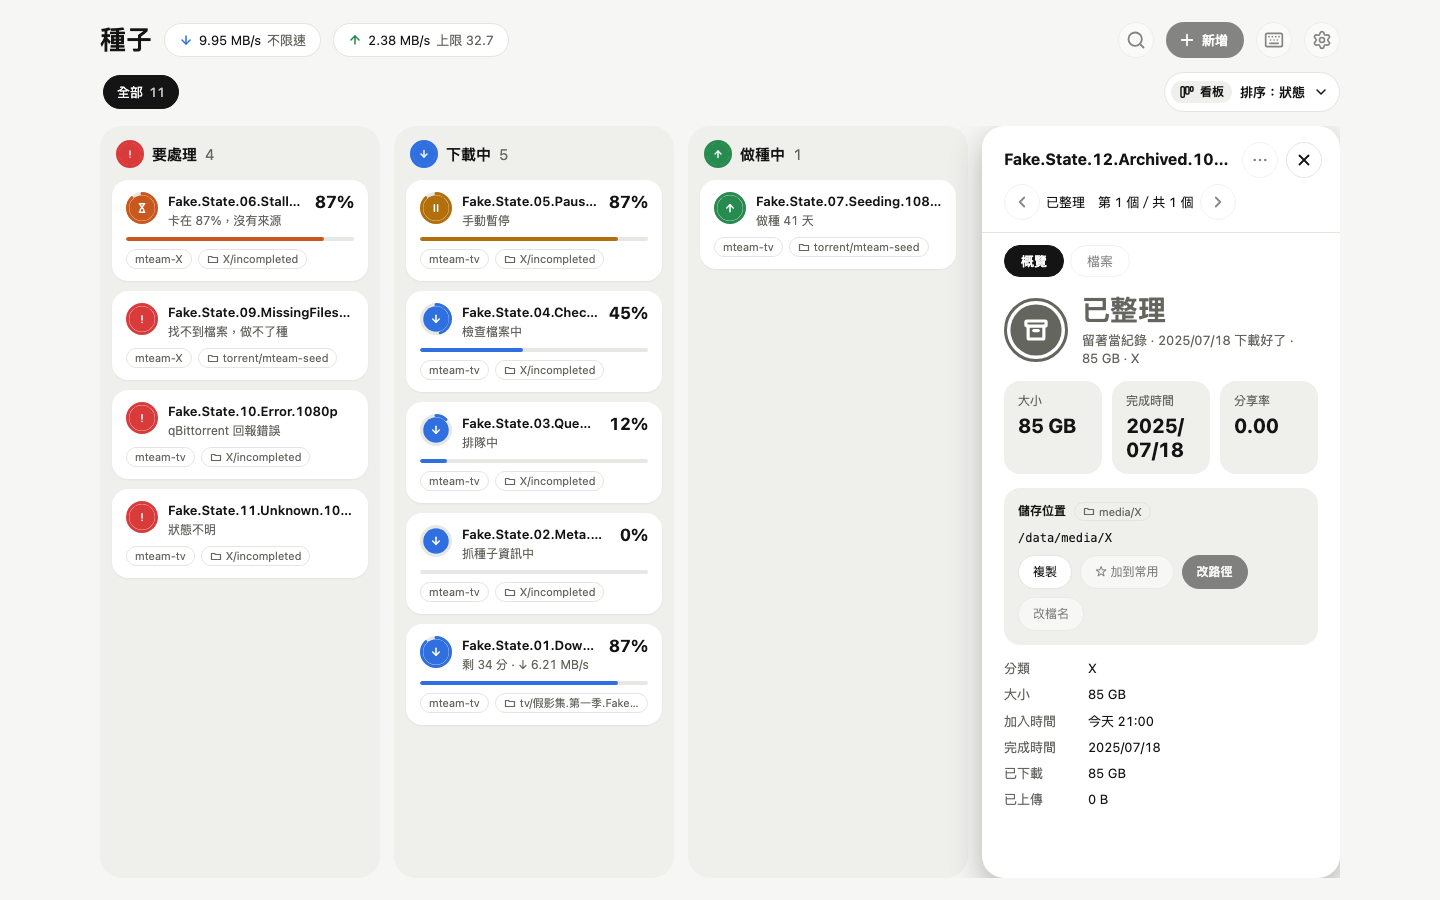 種子
9.95 MB/s 不限速
2.38 MB/s 上限 32.7
新增
全部 11
看板 排序：狀態
要處理 4
Fake.State.06.Stall... 87%
卡在 87%，沒有來源
mteam-X X/incompleted
Fake.State.09.MissingFiles...
找不到檔案，做不了種
mteam-X torrent/mteam-seed
Fake.State.10.Error.1080p
qBittorrent 回報錯誤
mteam-tv X/incompleted
Fake.State.11.Unknown.10...
狀態不明
mteam-tv X/incompleted
下載中 5
Fake.State.05.Paus... 87%
手動暫停
mteam-tv X/incompleted
Fake.State.04.Chec... 45%
檢查檔案中
mteam-tv X/incompleted
Fake.State.03.Que... 12%
排隊中
mteam-tv X/incompleted
Fake.State.02.Meta.... 0%
抓種子資訊中
mteam-tv X/incompleted
Fake.State.01.Dow... 87%
剩 34 分 · ↓ 6.21 MB/s
mteam-tv tv/假影集.第一季.Fake...
做種中 1
Fake.State.07.Seeding.108...
做種 41 天
mteam-tv torrent/mteam-seed
Fake.State.12.Archived.10...
已整理 第 1 個 / 共 1 個
概覽 檔案
已整理
留著當紀錄 · 2025/07/18 下載好了 ·
85 GB · X
大小
85 GB
完成時間
2025/
07/18
分享率
0.00
儲存位置 media/X
/data/media/X
複製 ☆ 加到常用 改路徑
改檔名
分類 X
大小 85 GB
加入時間 今天 21:00
完成時間 2025/07/18
已下載 85 GB
已上傳 0 B